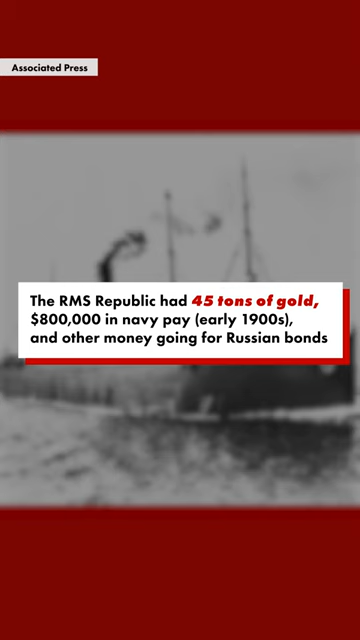 Associated Press
The RMS Republic had 45 tons of gold,
$800,000 in navy pay (early 1900s),
and other money going for Russian bonds